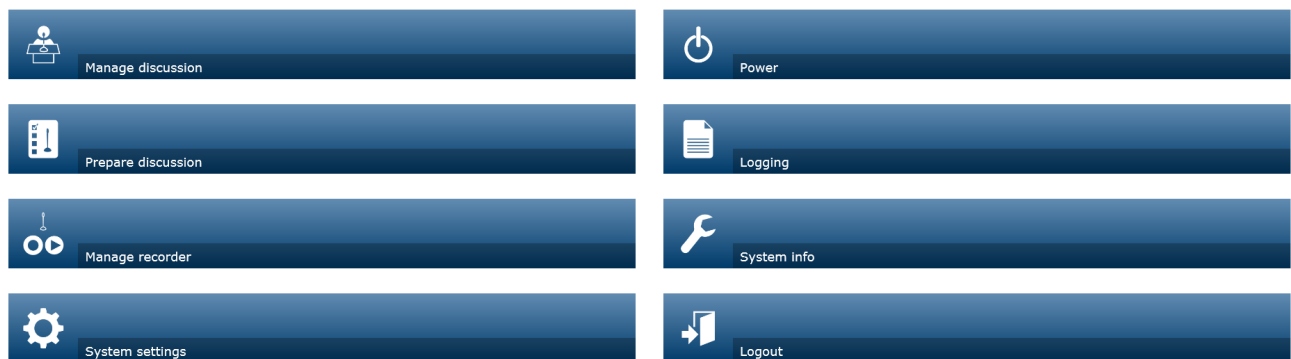 Manage discussion
Power
Prepare discussion
Logging
Manage recorder
System info
System settings
Logout